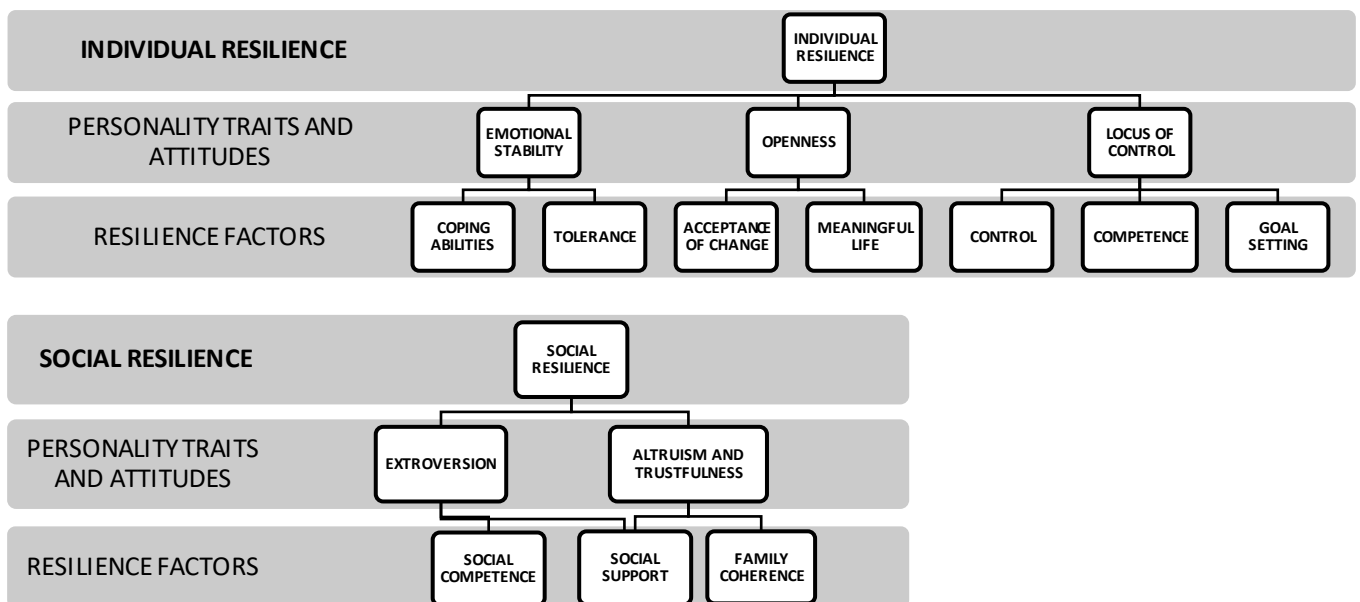 INDIVIDUAL RESILIENCE
INDIVIDUAL
RESILIENCE
PERSONALITY TRAITS AND
ATTITUDES
EMOTIONAL
STABILITY
OPENNESS
LOCUS OF
CONTROL
RESILIENCE FACTORS
COPING
ABILITIES
TOLERANCE
ACCEPTANCE
OF CHANGE
MEANINGFUL
LIFE
CONTROL
COMPETENCE
GOAL
SETTING
SOCIAL RESILIENCE
SOCIAL
RESILIENCE
PERSONALITY TRAITS
AND ATTITUDES
EXTROVERSION
ALTRUISM AND
TRUSTFULNESS
RESILIENCE FACTORS
SOCIAL
COMPETENCE
SOCIAL
SUPPORT
FAMILY
COHERENCE